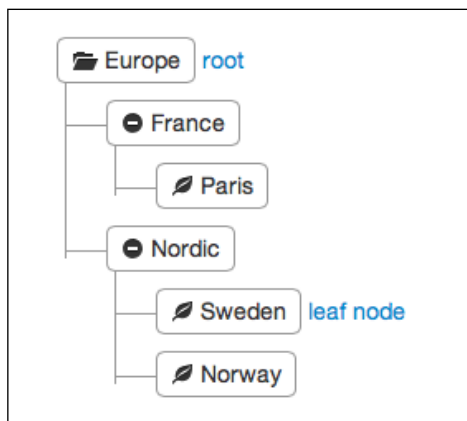 Europe root
France
Paris
Nordic
Sweden leaf node
Norway